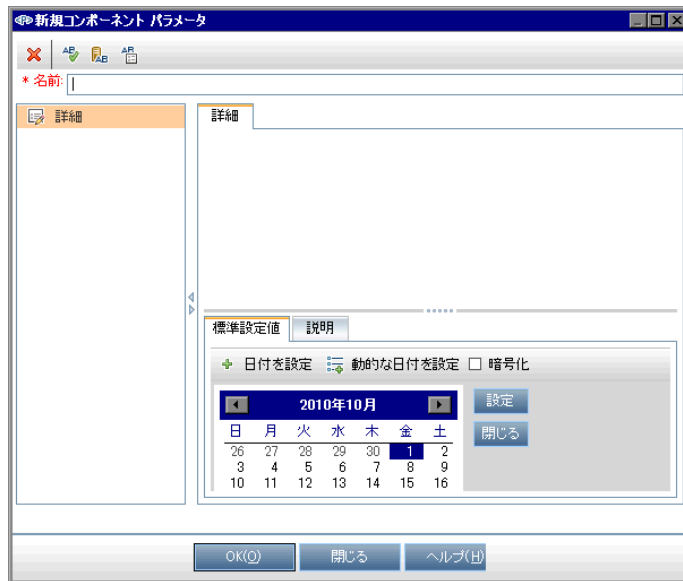 新規コンポーネント パラメータ
* 名前:
詳細
詳細
標準設定値 説明
日付を設定 動的な日付を設定 暗号化
2010年10月 設定
日 月 火 水 木 金 土 閉じる
26 27 28 29 30 1 2
3 4 5 6 7 8 9
10 11 12 13 14 15 16
OK(O) 閉じる ヘルプ(H)